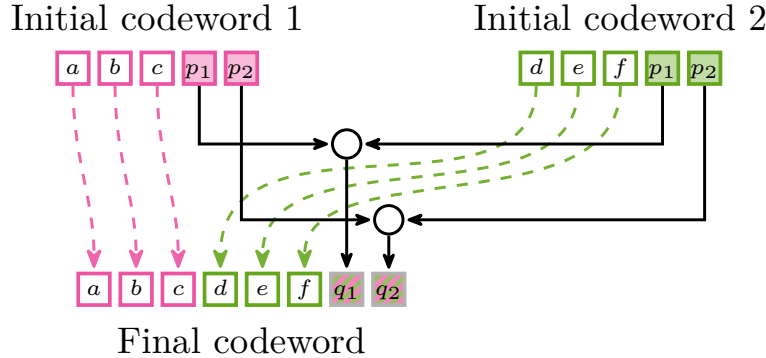 Initial codeword 1 Initial codeword 2
a b c p₁ p₂ d e f p₁ p₂
a b c d e f q₁ q₂
Final codeword